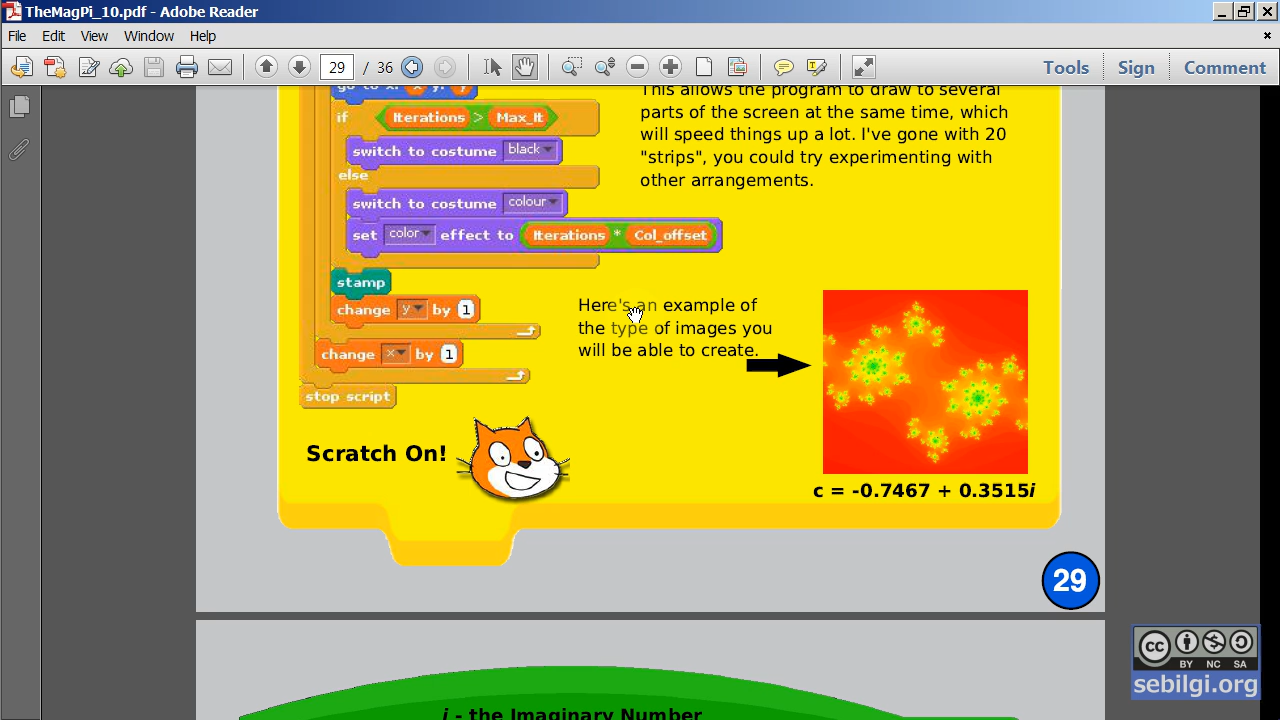 TheMagPi_10.pdf - Adobe Reader
File Edit View Window Help
29 / 36
Tools Sign Comment
go to x: x y: y
if Iterations > Max_It
switch to costume black
else
switch to costume colour
set color effect to Iterations * Col_offset
stamp
change y by 1
change x by 1
stop script
This allows the program to draw to several
parts of the screen at the same time, which
will speed things up a lot. I've gone with 20
"strips", you could try experimenting with
other arrangements.
Here's an example of
the type of images you
will be able to create.
Scratch On!
c = -0.7467 + 0.3515i
29
i - the Imaginary Number
cc BY NC SA
sebilgi.org